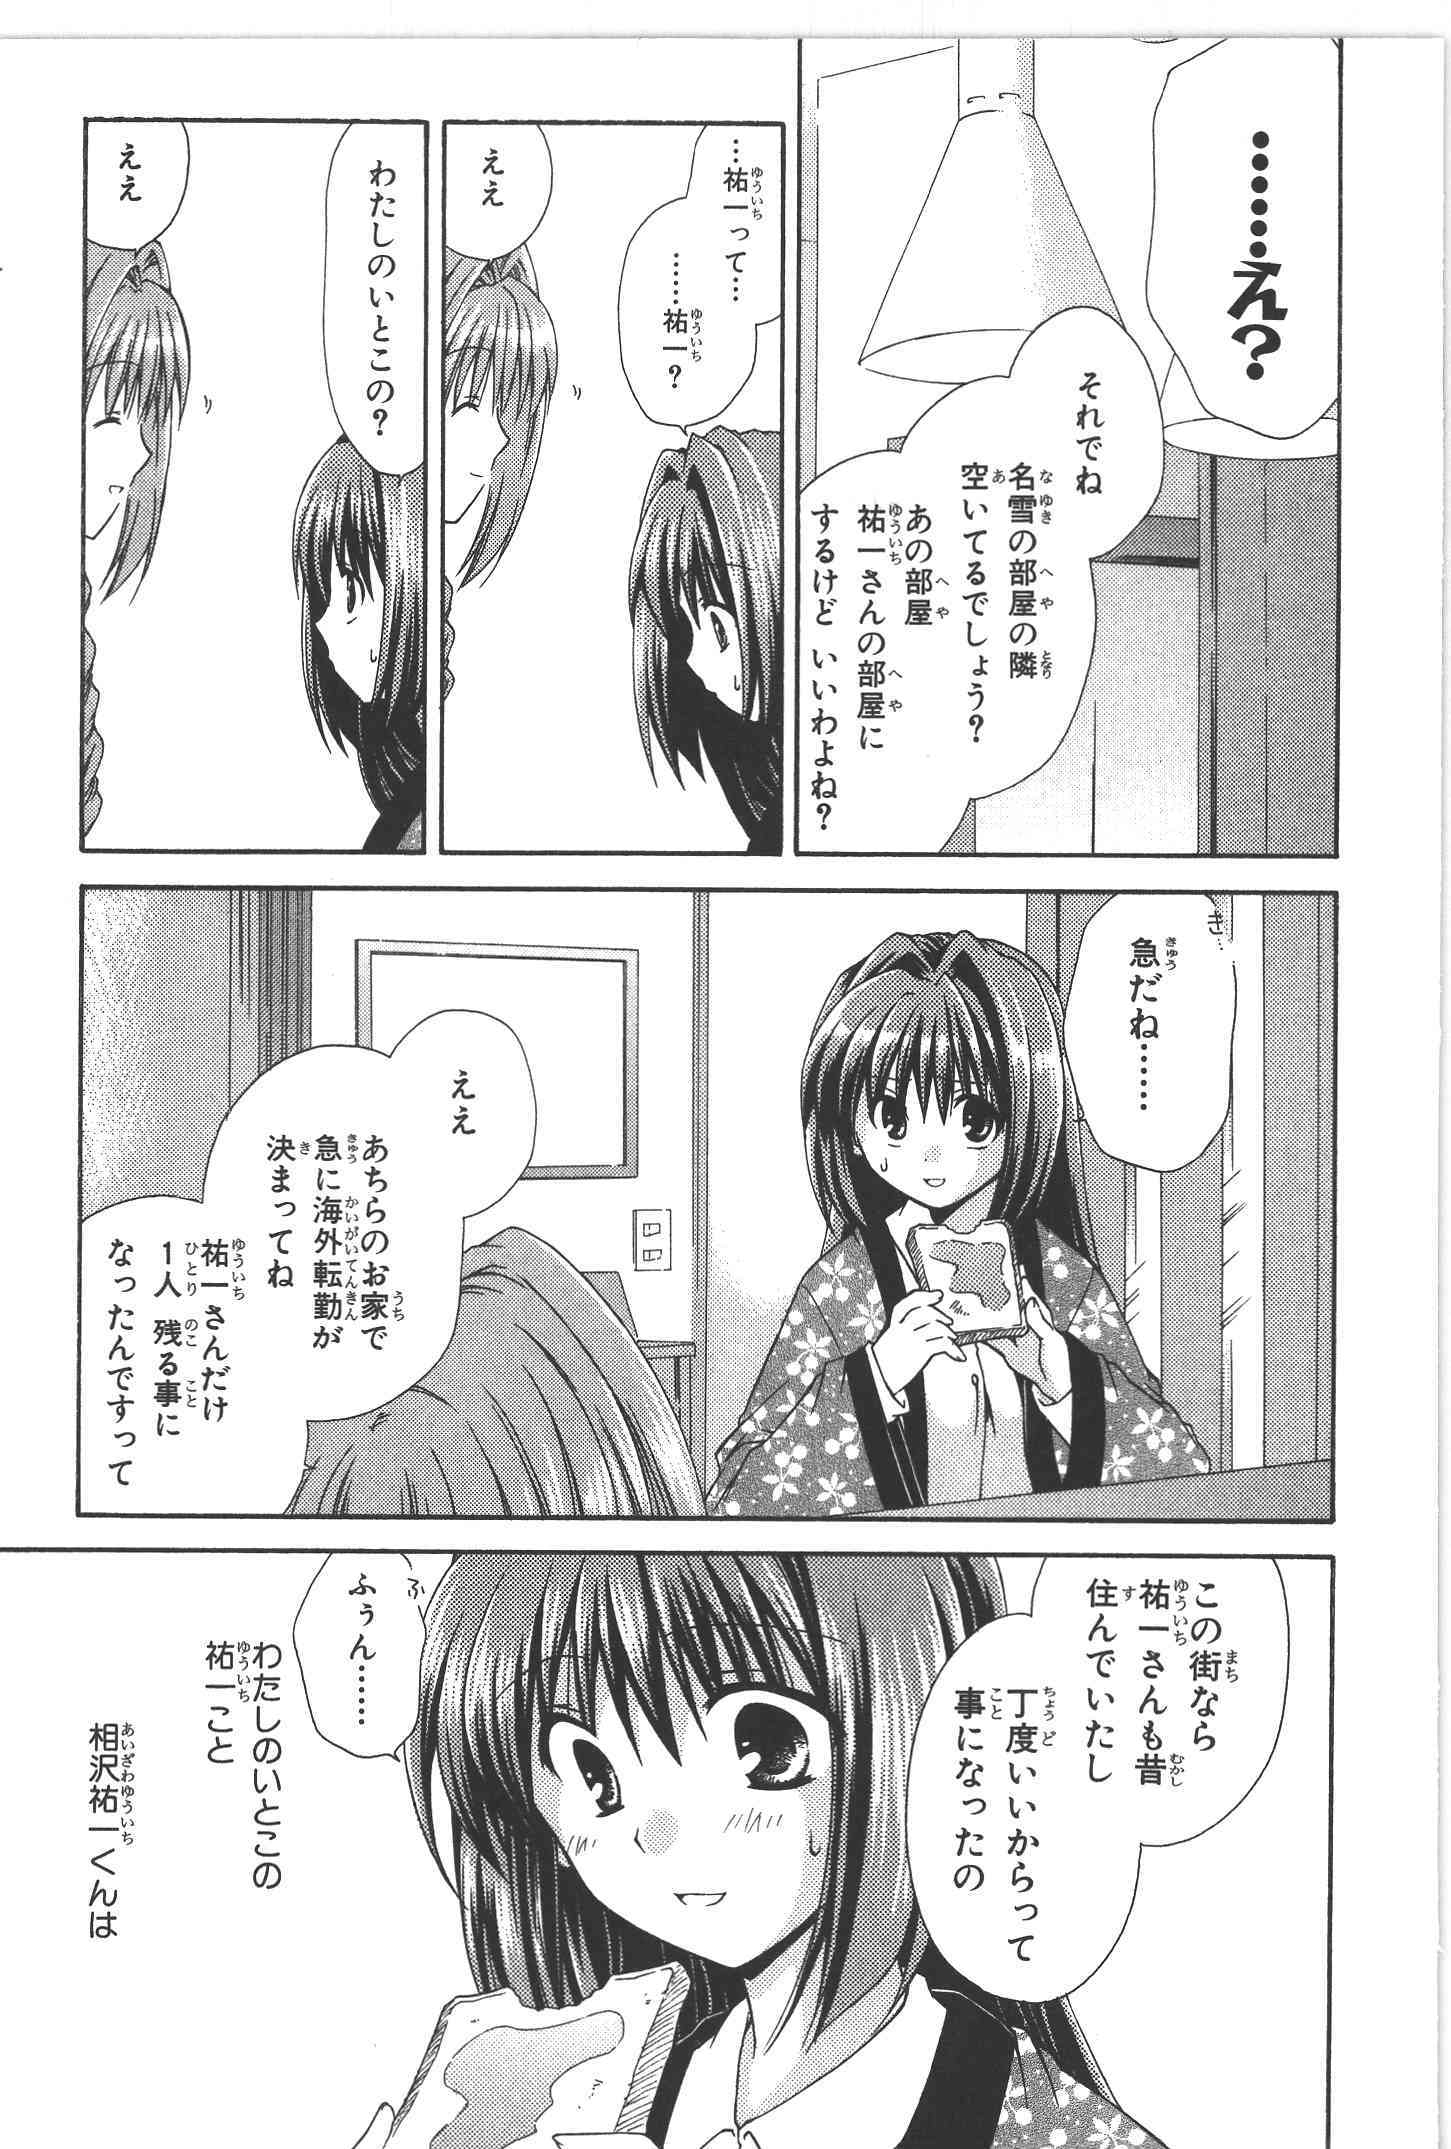 ……え？
それでね
名雪の部屋の隣
空いてるでしょう？
あの部屋
祐一さんの部屋に
するけど いいわよね？
…祐一って…
……祐一？
ええ
わたしのいとこの？
ええ
き…
急だね……
ええ
あちらのお家で
急に海外転勤が
決まってね
祐一さんだけ
1人 残る事に
なったんですって
この街なら
祐一さんも昔
住んでいたし
丁度いいからって
事になったの
ふ…
ふぅん……
わたしのいとこの
祐一こと
相沢祐一くんは